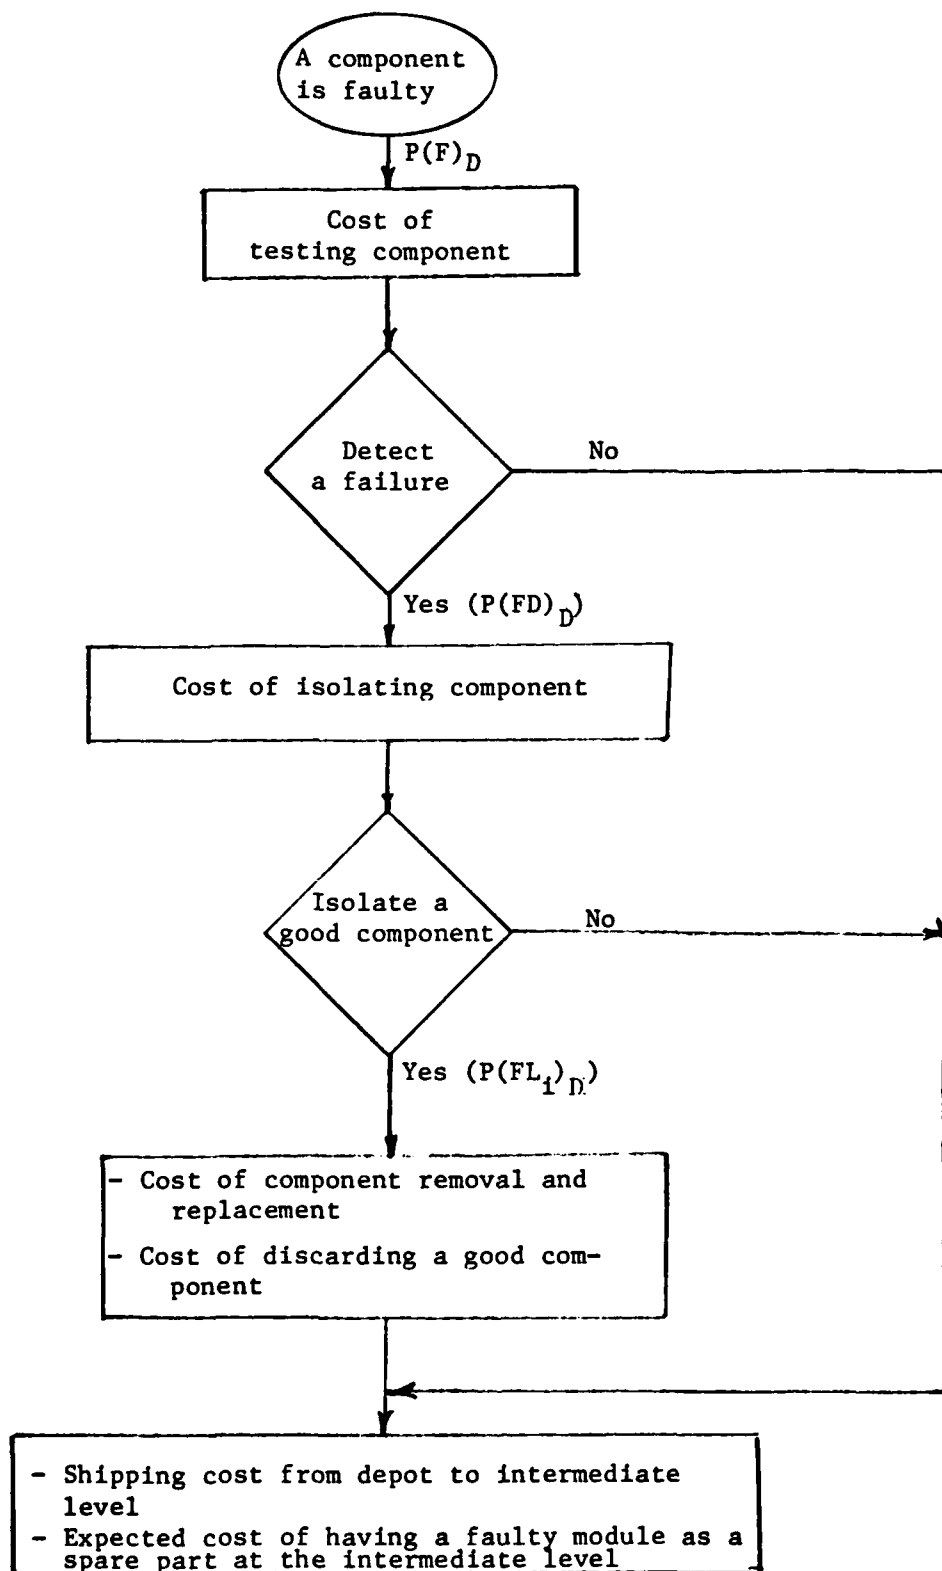 A component
is faulty
P(F)D
Cost of
testing component
Detect
a failure
No
Yes (P(FD)D)
Cost of isolating component
Isolate a
good component
No
Yes (P(FLi)D)
- Cost of component removal and
replacement
- Cost of discarding a good com-
ponent
- Shipping cost from depot to intermediate
level
- Expected cost of having a faulty module as a
spare part at the intermediate level